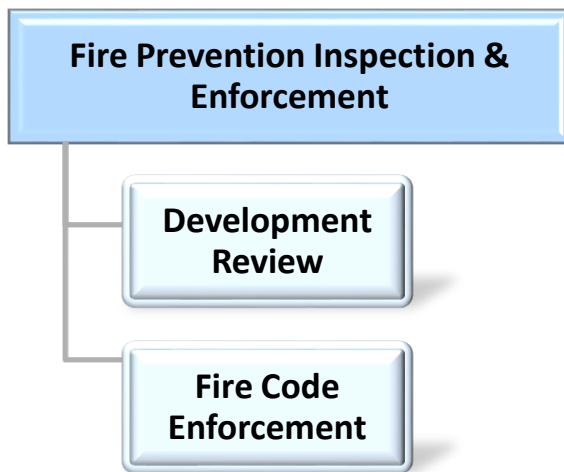 Fire Prevention Inspection &
Enforcement
Development
Review
Fire Code
Enforcement